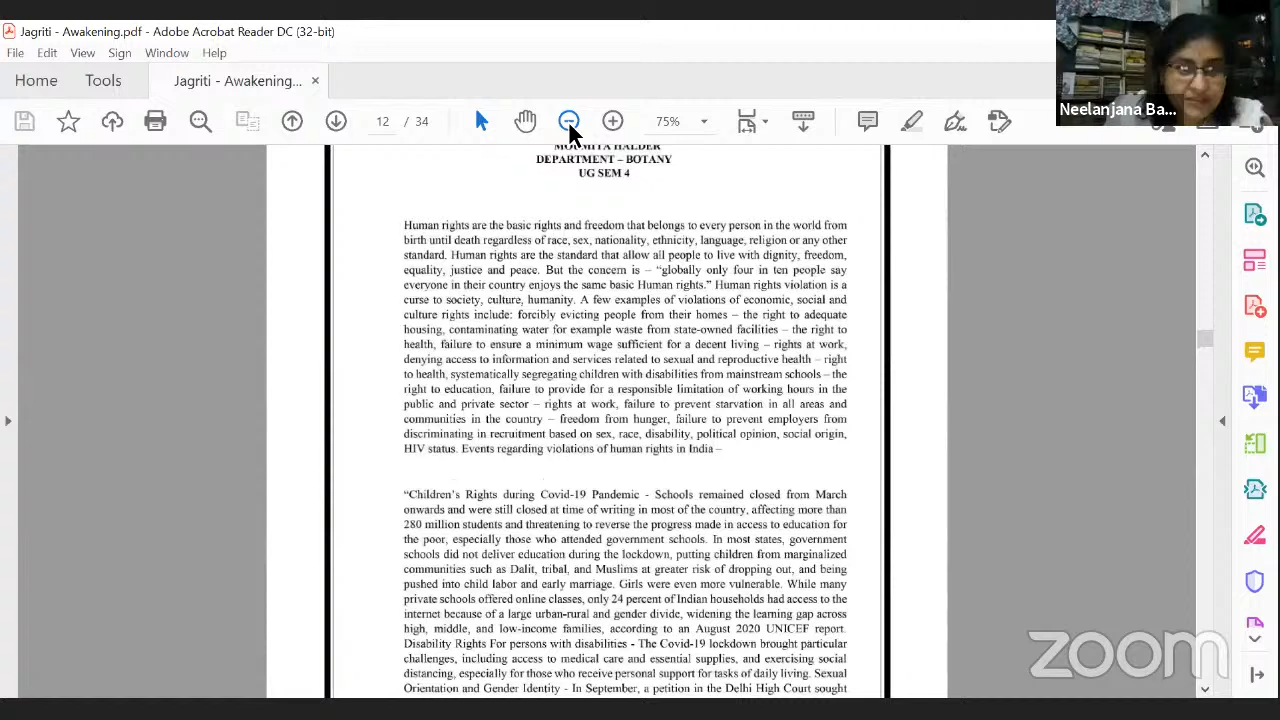 Jagriti - Awakening.pdf - Adobe Acrobat Reader DC (32-bit)
File Edit View Sign Window Help
Home Tools Jagriti - Awakening... ×
12 / 34 75%
Neelanjana Ba...
MOUMITA HALDER
DEPARTMENT – BOTANY
UG SEM 4
Human rights are the basic rights and freedom that belongs to every person in the world from
birth until death regardless of race, sex, nationality, ethnicity, language, religion or any other
standard. Human rights are the standard that allow all people to live with dignity, freedom,
equality, justice and peace. But the concern is – “globally only four in ten people say
everyone in their country enjoys the same basic Human rights.” Human rights violation is a
curse to society, culture, humanity. A few examples of violations of economic, social and
culture rights include: forcibly evicting people from their homes – the right to adequate
housing, contaminating water for example waste from state-owned facilities – the right to
health, failure to ensure a minimum wage sufficient for a decent living – rights at work,
denying access to information and services related to sexual and reproductive health – right
to health, systematically segregating children with disabilities from mainstream schools – the
right to education, failure to provide for a responsible limitation of working hours in the
public and private sector – rights at work, failure to prevent starvation in all areas and
communities in the country – freedom from hunger, failure to prevent employers from
discriminating in recruitment based on sex, race, disability, political opinion, social origin,
HIV status. Events regarding violations of human rights in India –
“Children’s Rights during Covid-19 Pandemic - Schools remained closed from March
onwards and were still closed at time of writing in most of the country, affecting more than
280 million students and threatening to reverse the progress made in access to education for
the poor, especially those who attended government schools. In most states, government
schools did not deliver education during the lockdown, putting children from marginalized
communities such as Dalit, tribal, and Muslims at greater risk of dropping out, and being
pushed into child labor and early marriage. Girls were even more vulnerable. While many
private schools offered online classes, only 24 percent of Indian households had access to the
internet because of a large urban-rural and gender divide, widening the learning gap across
high, middle, and low-income families, according to an August 2020 UNICEF report.
Disability Rights For persons with disabilities - The Covid-19 lockdown brought particular
challenges, including access to medical care and essential supplies, and exercising social
distancing, especially for those who receive personal support for tasks of daily living. Sexual
Orientation and Gender Identity - In September, a petition in the Delhi High Court sought
zoom